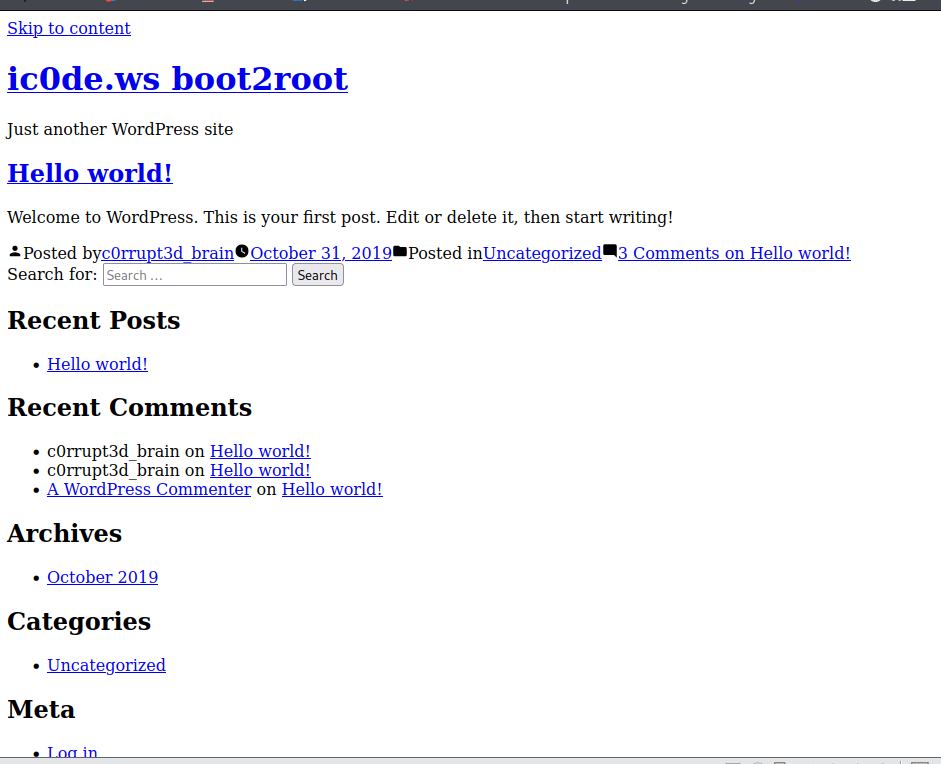 Skip to content
ic0de.ws boot2root
Just another WordPress site
Hello world!
Welcome to WordPress. This is your first post. Edit or delete it, then start writing!
Posted byc0rrupt3d_brainOctober 31, 2019Posted inUncategorized3 Comments on Hello world!
Search for: Search … Search
Recent Posts
Hello world!
Recent Comments
c0rrupt3d_brain on Hello world!
c0rrupt3d_brain on Hello world!
A WordPress Commenter on Hello world!
Archives
October 2019
Categories
Uncategorized
Meta
Log in